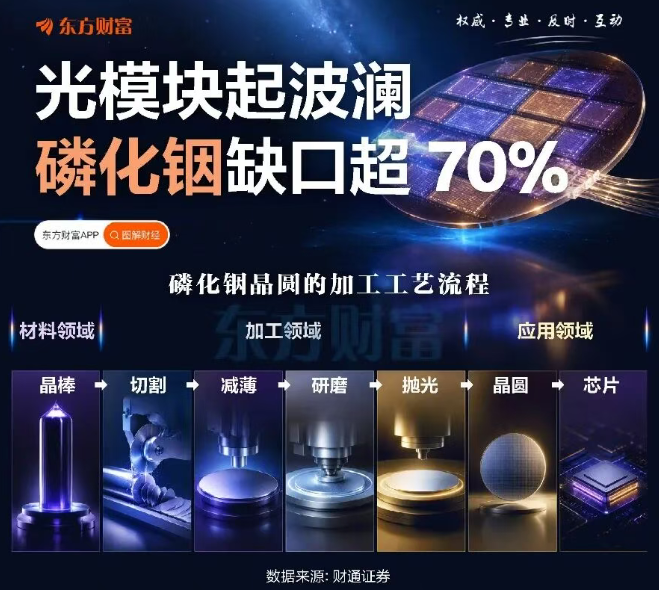 东方财富
权威·专业·及时·互动
光模块起波澜
磷化铟缺口超 70%
东方财富APP 图解财经
磷化铟晶圆的加工工艺流程
材料领域 加工领域 应用领域
东方财富
晶棒 → 切割 → 减薄 → 研磨 → 抛光 → 晶圆 → 芯片
数据来源: 财通证券